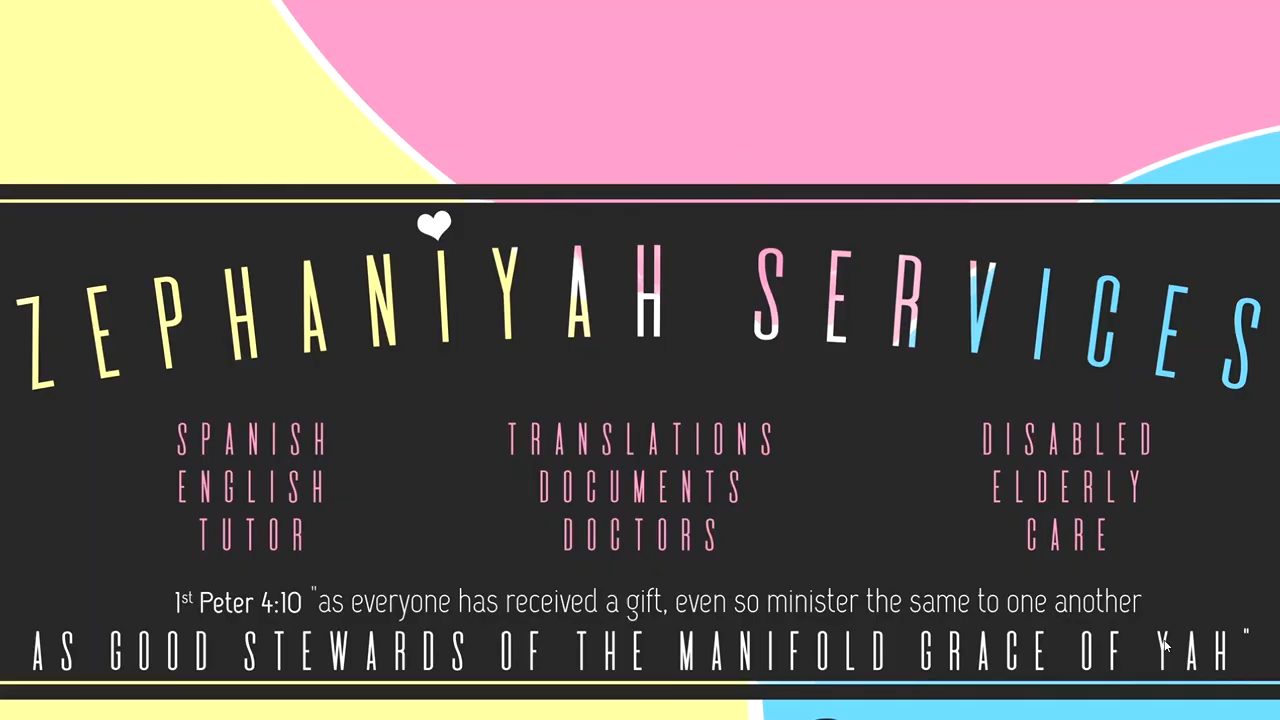 ZEPHANIYAH SERVICES
SPANISH
ENGLISH
TUTOR
TRANSLATIONS
DOCUMENTS
DOCTORS
DISABLED
ELDERLY
CARE
1st Peter 4:10 "as everyone has received a gift, even so minister the same to one another
AS GOOD STEWARDS OF THE MANIFOLD GRACE OF YAH"